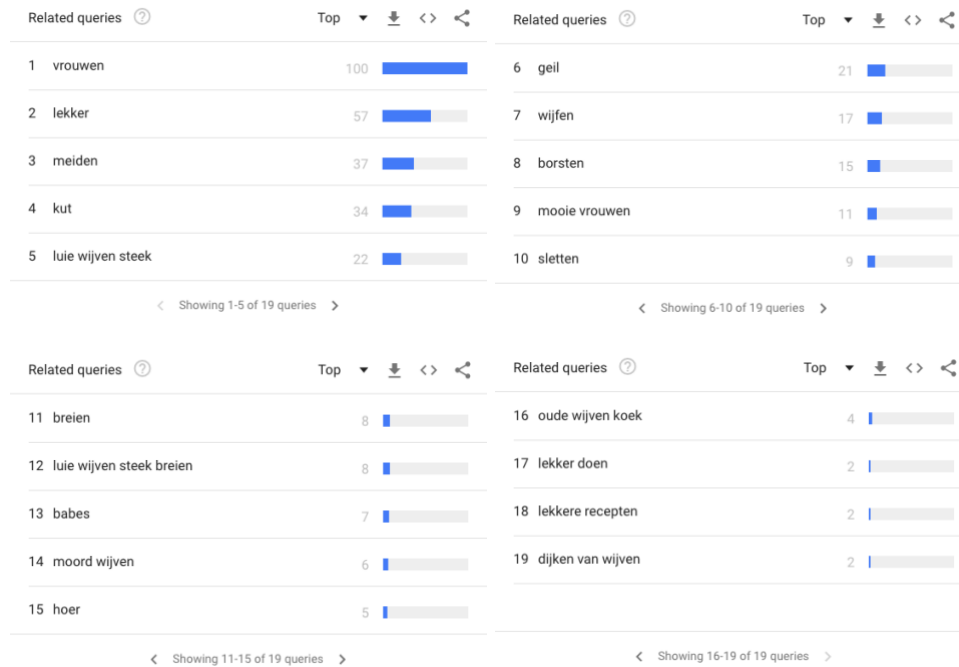 Related queries Top
1 vrouwen 100
2 lekker 57
3 meiden 37
4 kut 34
5 luie wijven steek 22
Showing 1-5 of 19 queries
Related queries Top
6 geil 21
7 wijfen 17
8 borsten 15
9 mooie vrouwen 11
10 sletten 9
Showing 6-10 of 19 queries
Related queries Top
11 breien 8
12 luie wijven steek breien 8
13 babes 7
14 moord wijven 6
15 hoer 5
Showing 11-15 of 19 queries
Related queries Top
16 oude wijven koek 4
17 lekker doen 2
18 lekkere recepten 2
19 dijken van wijven 2
Showing 16-19 of 19 queries